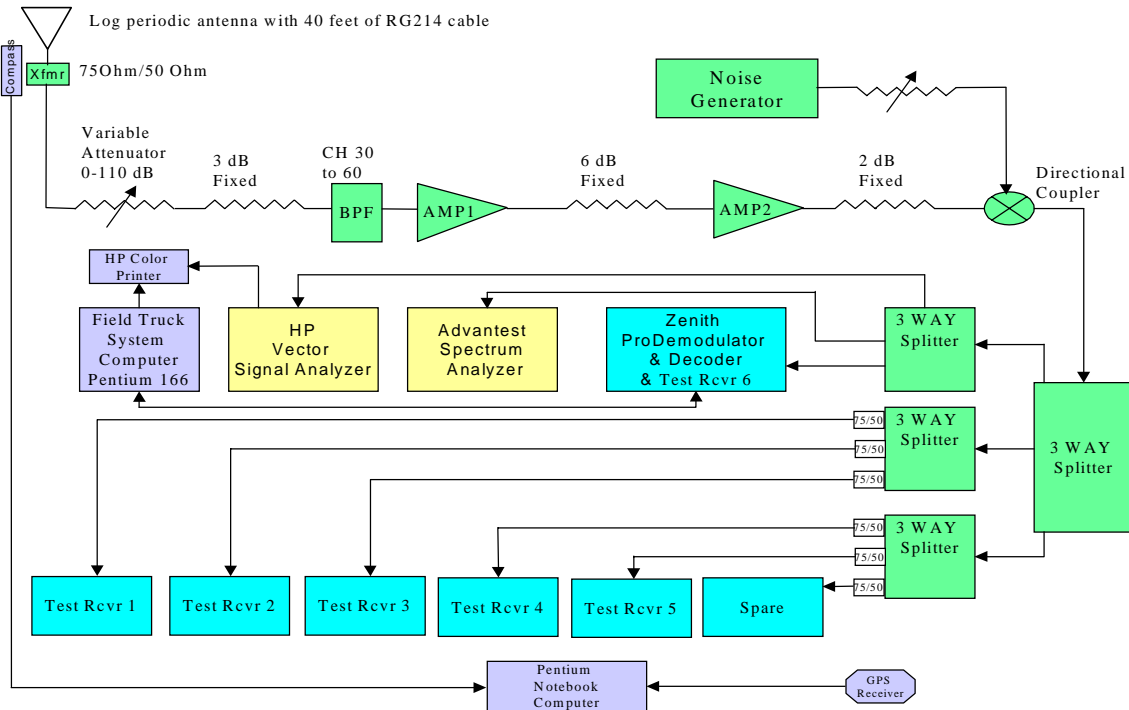 Log periodic antenna with 40 feet of RG214 cable
Compass
Xfmr
75Ohm/50 Ohm
Noise
Generator
Variable
Attenuator
0-110 dB
3 dB
Fixed
CH 30
to 60
BPF
AMP1
6 dB
Fixed
AMP2
2 dB
Fixed
Directional
Coupler
HP Color
Printer
Field Truck
System
Computer
Pentium 166
HP
Vector
Signal Analyzer
Advantest
Spectrum
Analyzer
Zenith
ProDemodulator
& Decoder
& Test Rcvr 6
3 WAY
Splitter
75/50
75/50
75/50
3 WAY
Splitter
3 WAY
Splitter
75/50
75/50
75/50
3 WAY
Splitter
Test Rcvr 1
Test Rcvr 2
Test Rcvr 3
Test Rcvr 4
Test Rcvr 5
Spare
Pentium
Notebook
Computer
GPS
Receiver